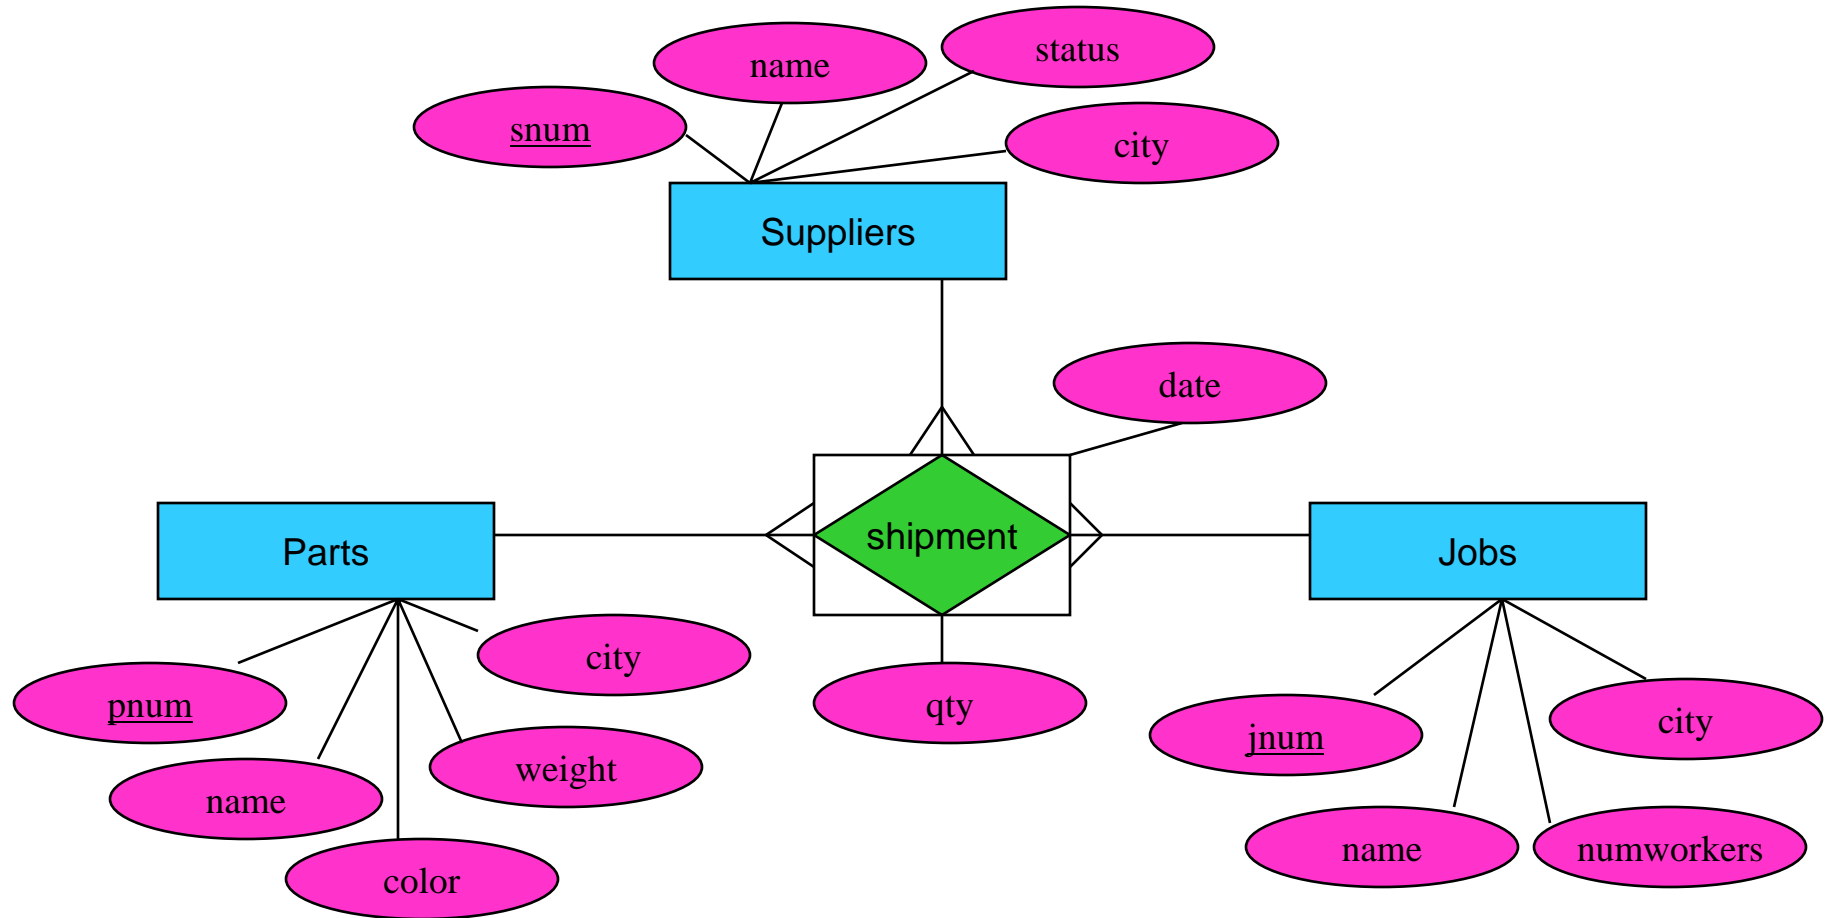 status
name
snum
city
Suppliers
date
shipment
Parts
Jobs
city
pnum
qty
jnum
city
weight
name
name
numworkers
color